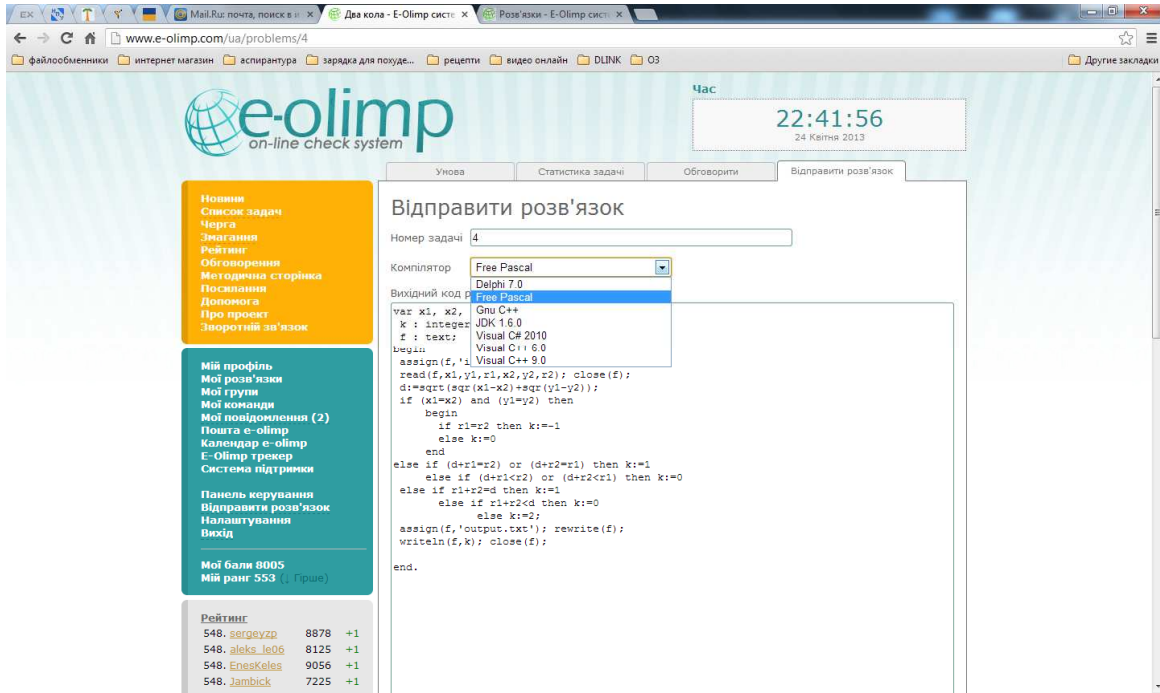 Mail.Ru: почта, поиск в и
Два кола - E-Olimp систе
Розв'язки - E-Olimp сист
www.e-olimp.com/ua/problems/4
файлообменники интернет магазин аспирантура зарядка для похуде... рецепти видео онлайн DLINK ОЗ Другие закладки
e-olimp
on-line check system
Час
22:41:56
24 Квітня 2013
Умова Статистика задачі Обговорити Відправити розв'язок
Новини
Список задач
Черга
Змагання
Рейтинг
Обговорення
Методична сторінка
Посилання
Допомога
Про проект
Зворотній зв'язок
Мій профіль
Мої розв'язки
Мої групи
Мої команди
Мої повідомлення (2)
Пошта e-olimp
Календар e-olimp
E-Olimp трекер
Система підтримки
Панель керування
Відправити розв'язок
Налаштування
Вихід
Мої бали 8005
Мій ранг 553 (↓ Гірше)
Рейтинг
548. sergeyzp 8878 +1
548. aleks_le06 8125 +1
548. EnesKeles 9056 +1
548. Jambick 7225 +1
Відправити розв'язок
Номер задачі 4
Компілятор Free Pascal
Delphi 7.0
Free Pascal
Gnu C++
JDK 1.6.0
Visual C# 2010
Visual C++ 6.0
Visual C++ 9.0
Вихідний код р
var x1, x2,
k : integer
f : text;
begin
assign(f,'i
read(f,x1,y1,r1,x2,y2,r2); close(f);
d:=sqrt(sqr(x1-x2)+sqr(y1-y2));
if (x1=x2) and (y1=y2) then
begin
if r1=r2 then k:=-1
else k:=0
end
else if (d+r1=r2) or (d+r2=r1) then k:=1
else if (d+r1<r2) or (d+r2<r1) then k:=0
else if r1+r2=d then k:=1
else if r1+r2<d then k:=0
else k:=2;
assign(f,'output.txt'); rewrite(f);
writeln(f,k); close(f);
end.